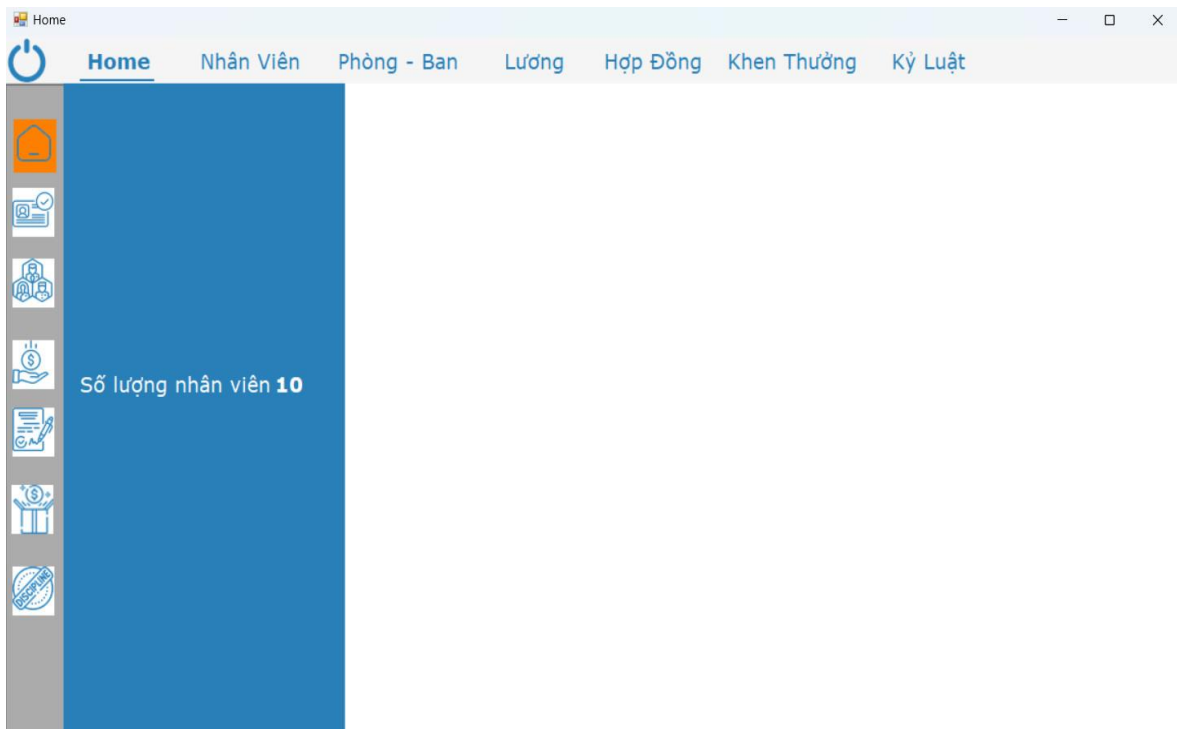 Home
Home Nhân Viên Phòng - Ban Lương Hợp Đồng Khen Thưởng Kỷ Luật
Số lượng nhân viên 10
DISCIPLINE